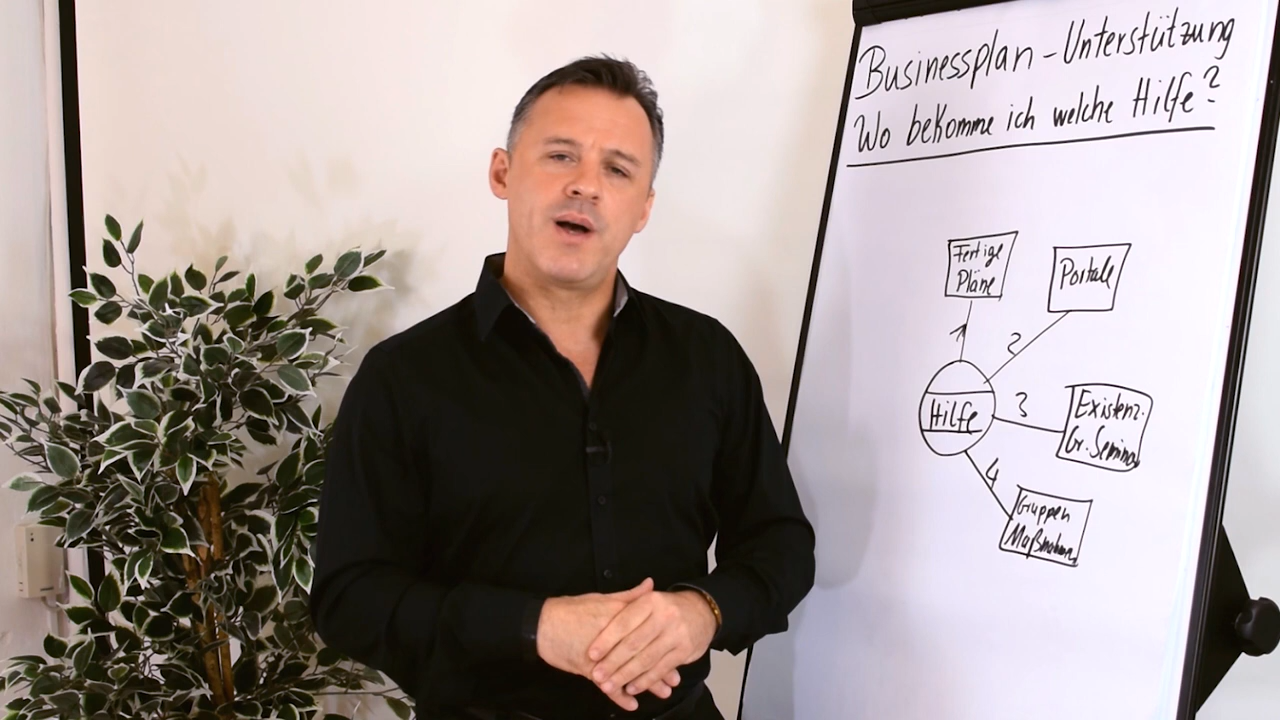 Businessplan - Unterstützung
Wo bekomme ich welche Hilfe?
Fertige
Pläne
Portale
1
2
Hilfe
3
Existenz.
Gr. Seminar
4
Gruppen
Maßnahmen